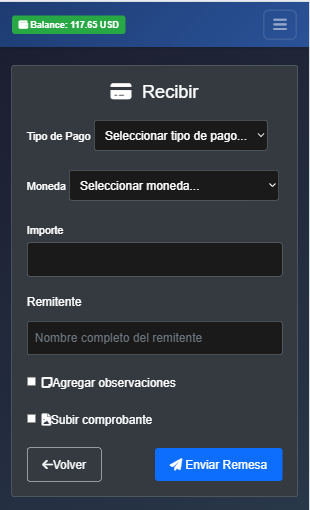 Balance: 117.65 USD
Recibir
Tipo de Pago Seleccionar tipo de pago...
Moneda Seleccionar moneda...
Importe
Remitente
Nombre completo del remitente
Agregar observaciones
Subir comprobante
Volver Enviar Remesa